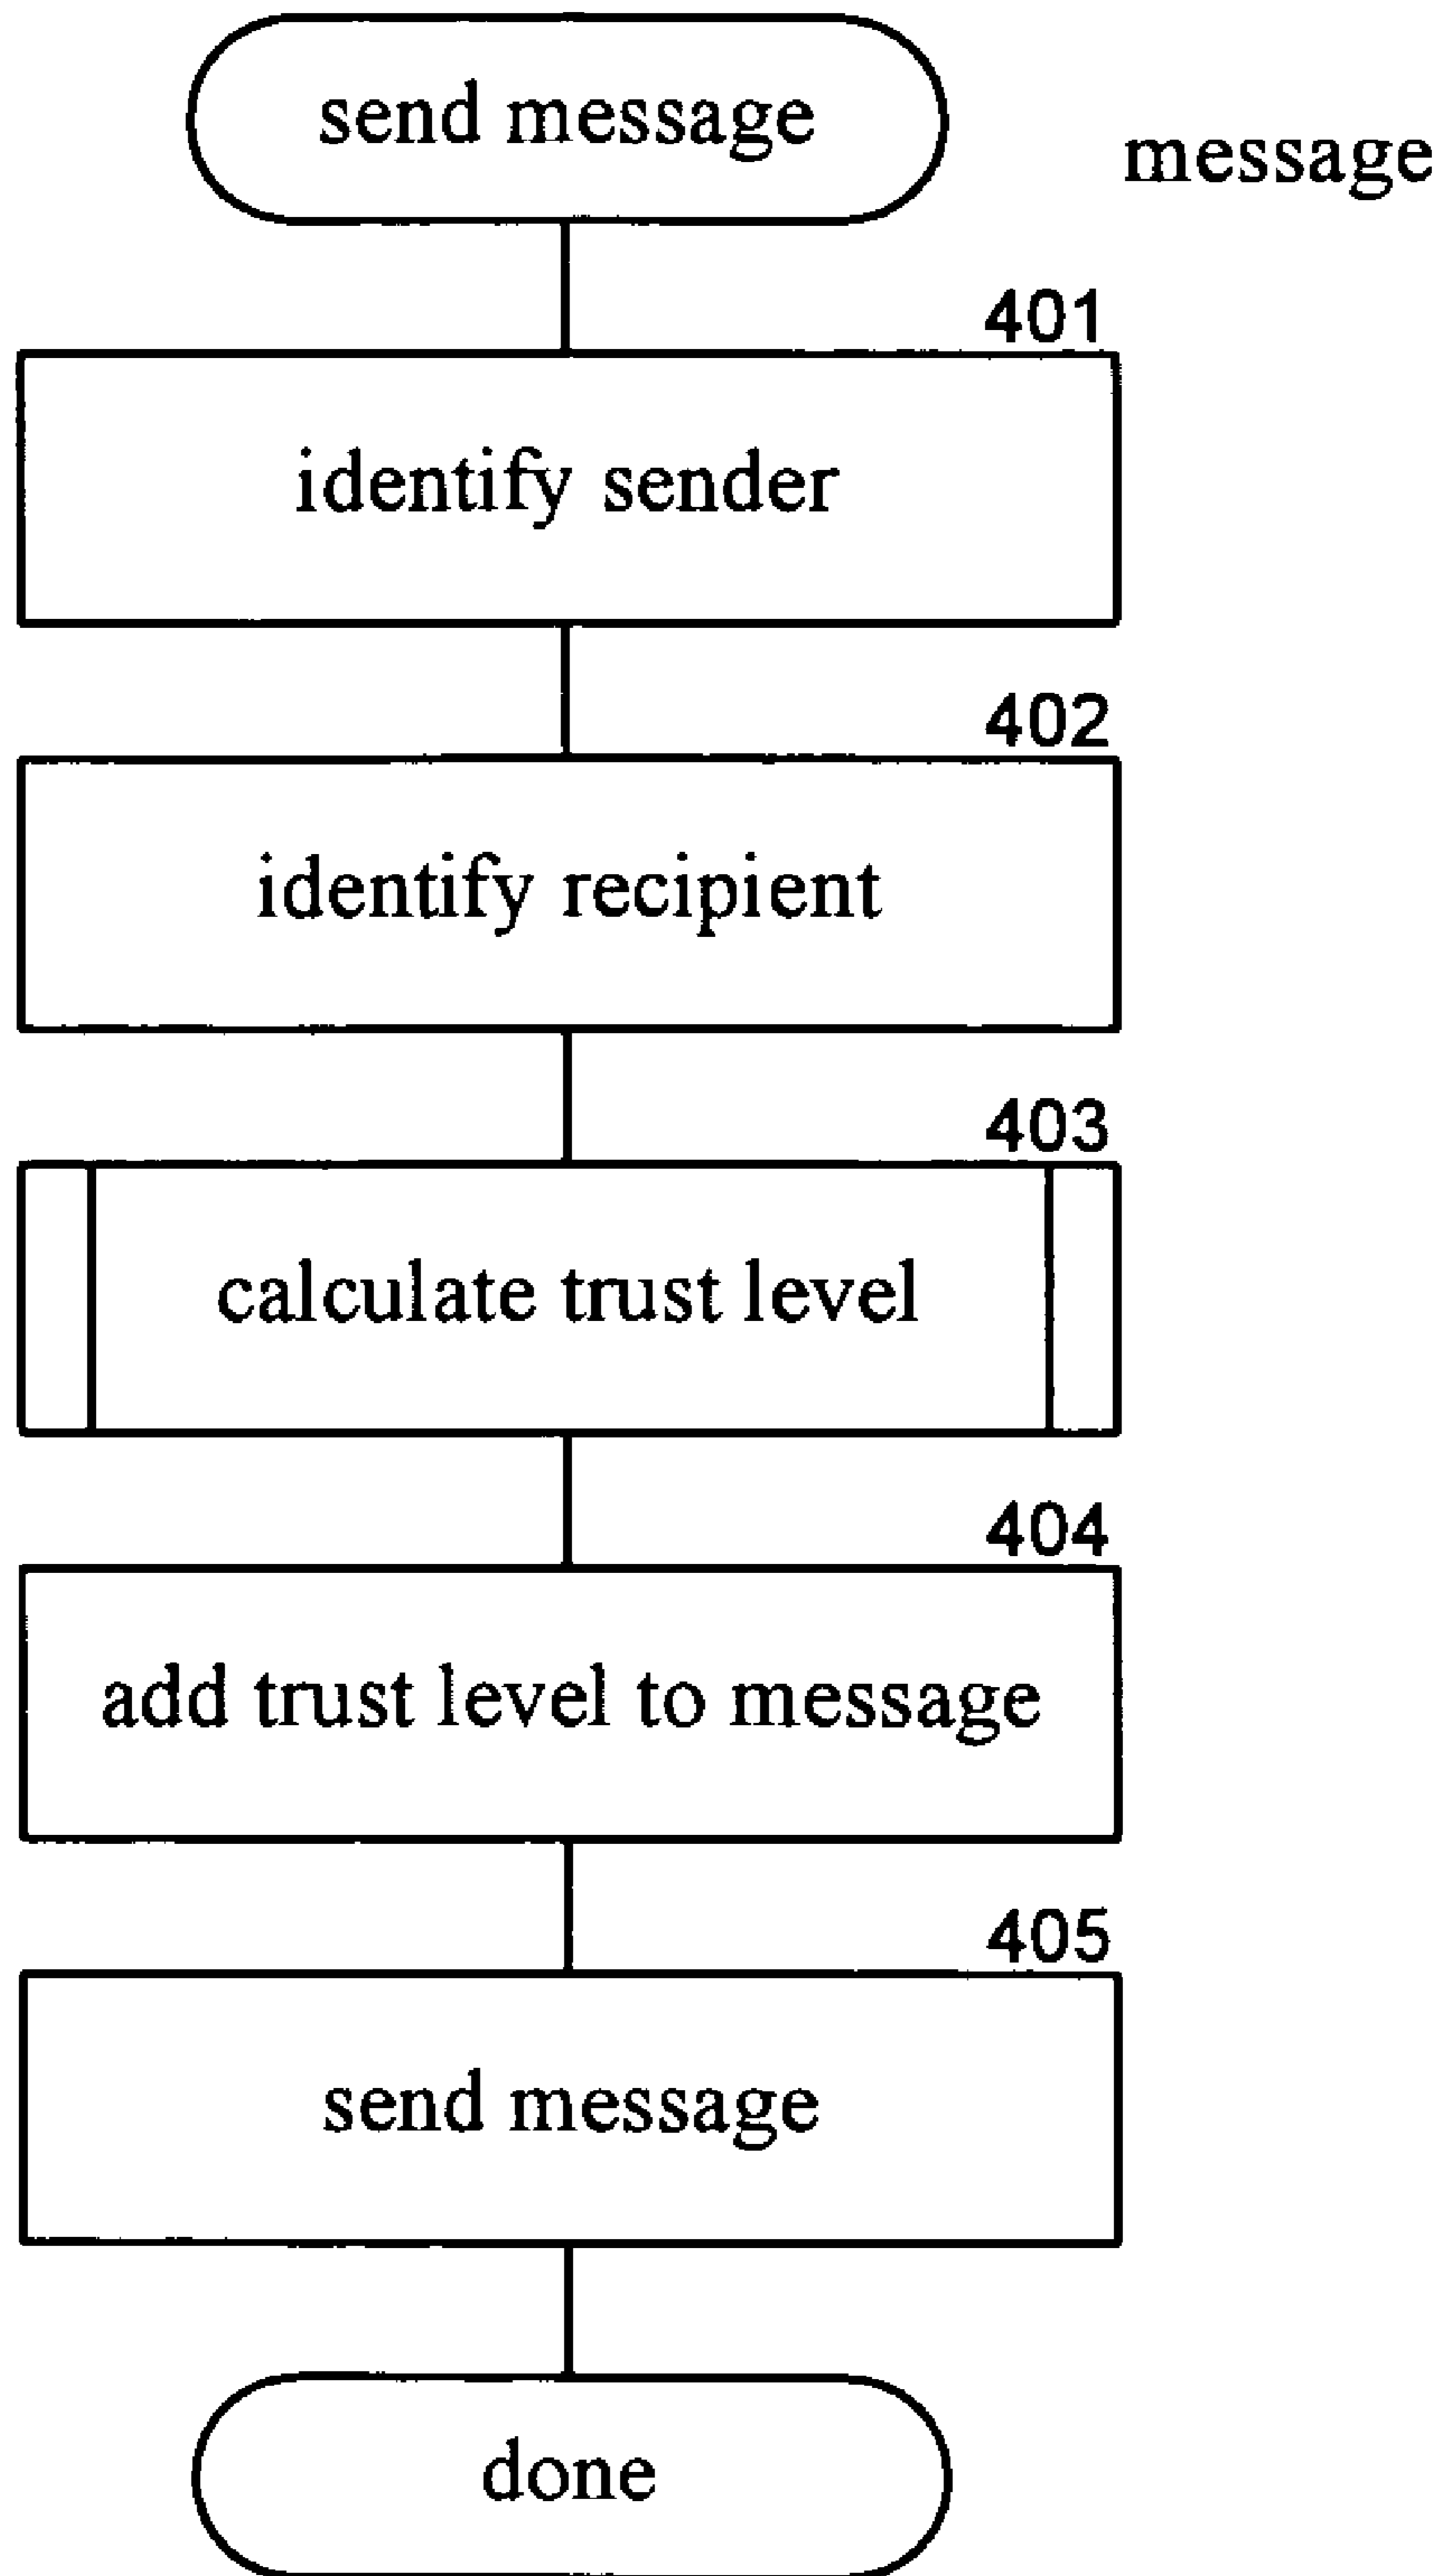 send message
message
401
identify sender
402
identify recipient
403
calculate trust level
404
add trust level to message
405
send message
done